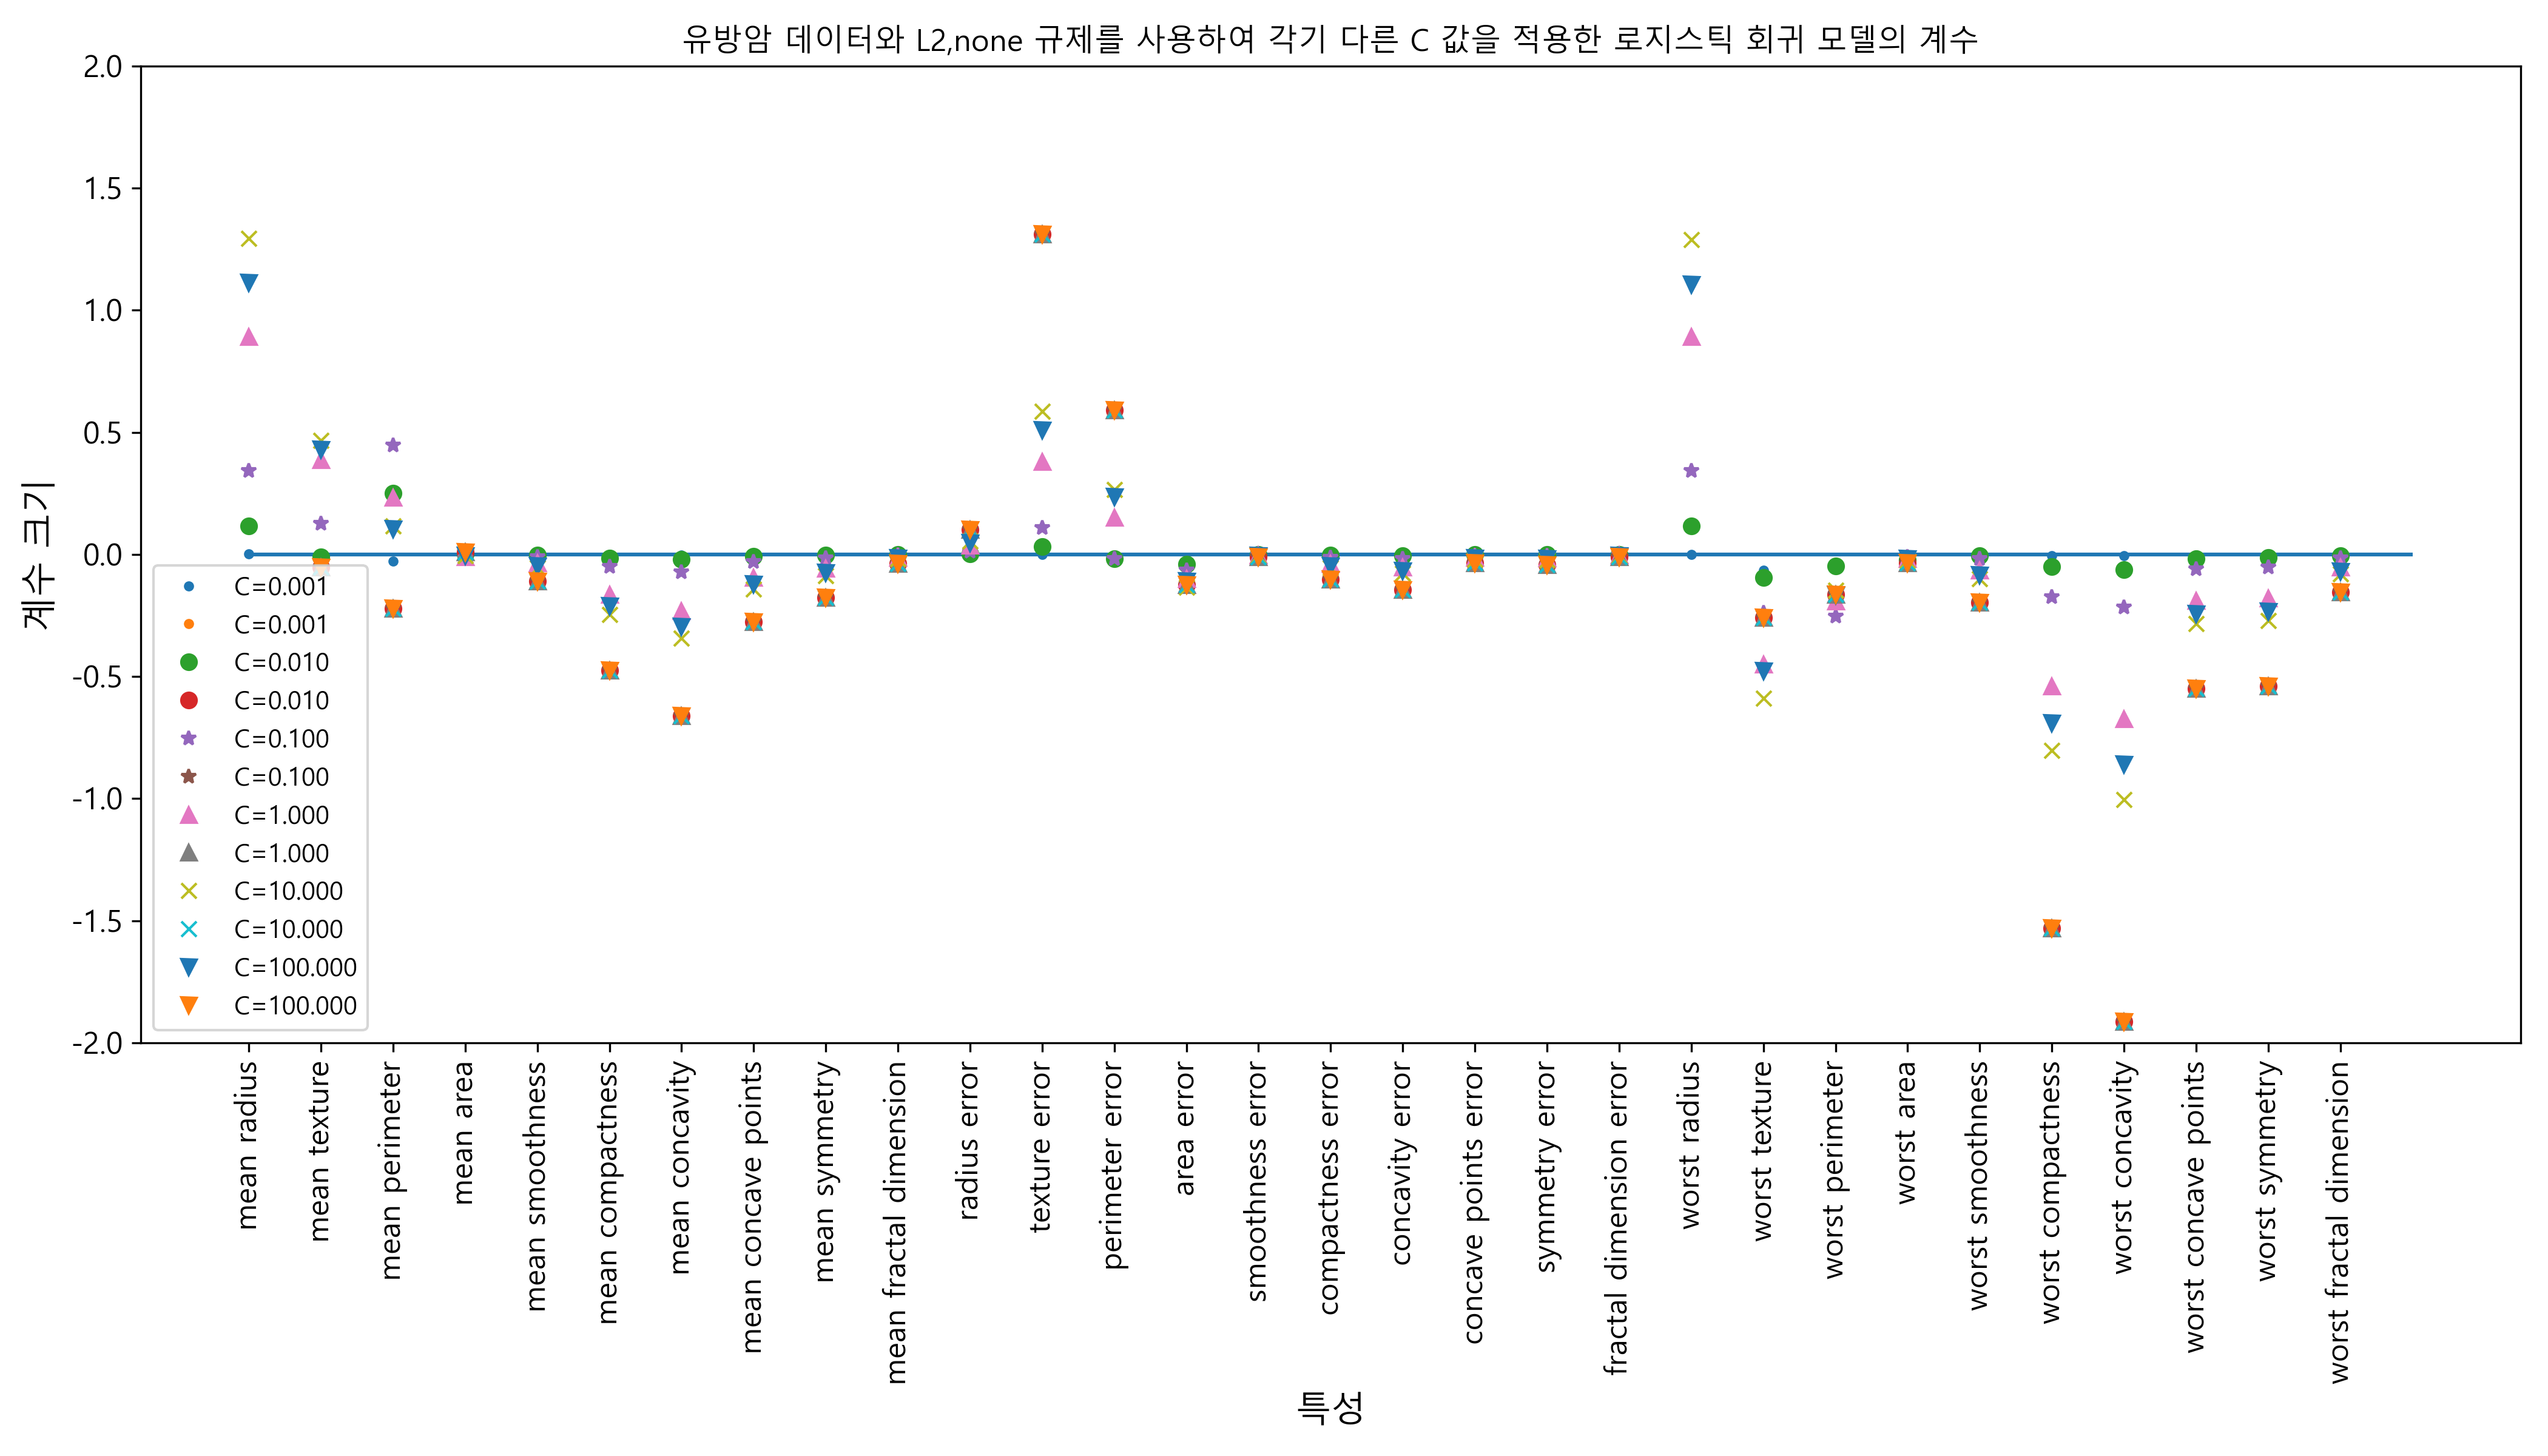 유방암 데이터와 L2,none 규제를 사용하여 각기 다른 C 값을 적용한 로지스틱 회귀 모델의 계수
2.0
1.5
1.0
0.5
0.0
-0.5
-1.0
-1.5
-2.0
계수 크기
C=0.001
C=0.001
C=0.010
C=0.010
C=0.100
C=0.100
C=1.000
C=1.000
C=10.000
C=10.000
C=100.000
C=100.000
mean radius
mean texture
mean perimeter
mean area
mean smoothness
mean compactness
mean concavity
mean concave points
mean symmetry
mean fractal dimension
radius error
texture error
perimeter error
area error
smoothness error
compactness error
concavity error
concave points error
symmetry error
fractal dimension error
worst radius
worst texture
worst perimeter
worst area
worst smoothness
worst compactness
worst concavity
worst concave points
worst symmetry
worst fractal dimension
특성